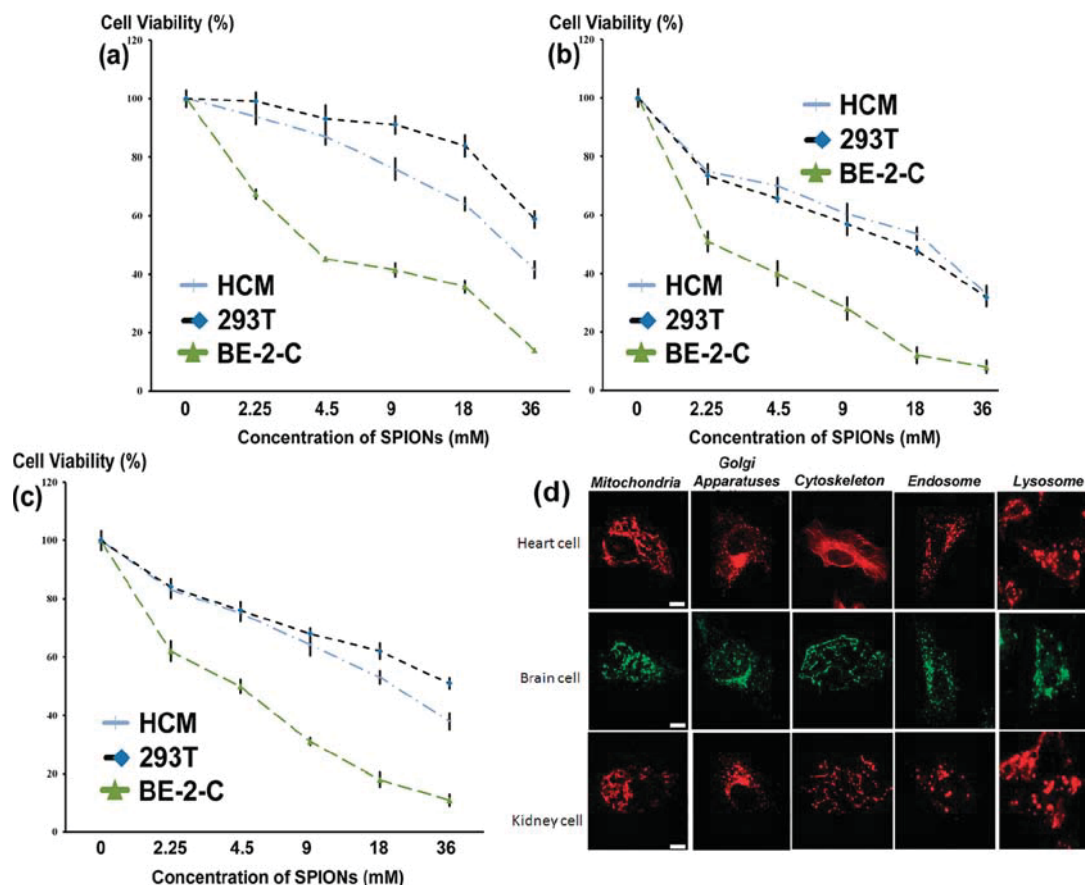 Cell Viability (%)
(a)
120
100
80
60
40
20
0
HCM
293T
BE-2-C
0 2.25 4.5 9 18 36
Concentration of SPIONs (mM)
Cell Viability (%)
(b)
120
100
80
60
40
20
0
HCM
293T
BE-2-C
0 2.25 4.5 9 18 36
Concentration of SPIONs (mM)
Cell Viability (%)
(c)
120
100
80
60
40
20
0
HCM
293T
BE-2-C
0 2.25 4.5 9 18 36
Concentration of SPIONs (mM)
(d)
Mitochondria
Golgi
Apparatuses
Cytoskeleton
Endosome
Lysosome
Heart cell
Brain cell
Kidney cell